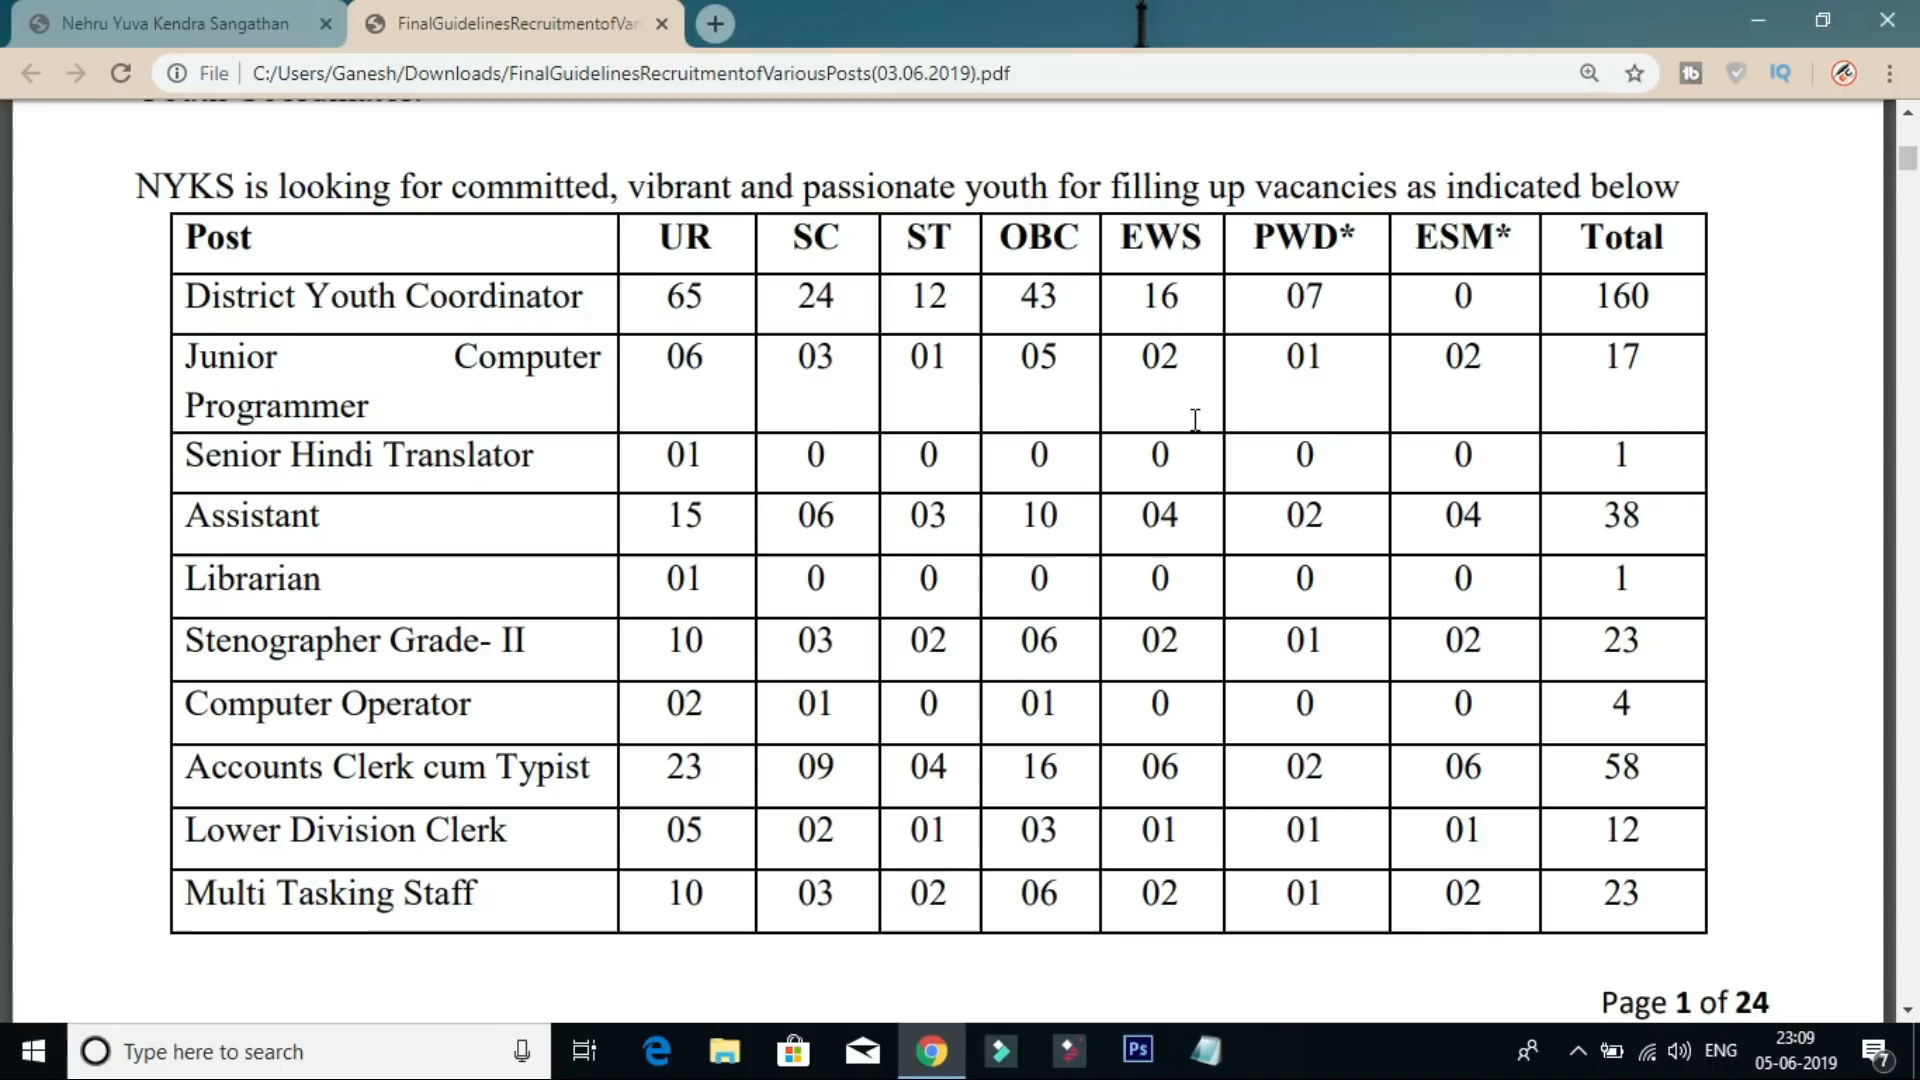 Nehru Yuva Kendra Sangathan
FinalGuidelinesRecruitmentofVar
File C:/Users/Ganesh/Downloads/FinalGuidelinesRecruitmentofVariousPosts(03.06.2019).pdf
NYKS is looking for committed, vibrant and passionate youth for filling up vacancies as indicated below
Post UR SC ST OBC EWS PWD* ESM* Total
District Youth Coordinator 65 24 12 43 16 07 0 160
Junior Computer 06 03 01 05 02 01 02 17
Programmer
Senior Hindi Translator 01 0 0 0 0 0 0 1
Assistant 15 06 03 10 04 02 04 38
Librarian 01 0 0 0 0 0 0 1
Stenographer Grade- II 10 03 02 06 02 01 02 23
Computer Operator 02 01 0 01 0 0 0 4
Accounts Clerk cum Typist 23 09 04 16 06 02 06 58
Lower Division Clerk 05 02 01 03 01 01 01 12
Multi Tasking Staff 10 03 02 06 02 01 02 23
Page 1 of 24
Type here to search
Ps
ENG
23:09
05-06-2019
7